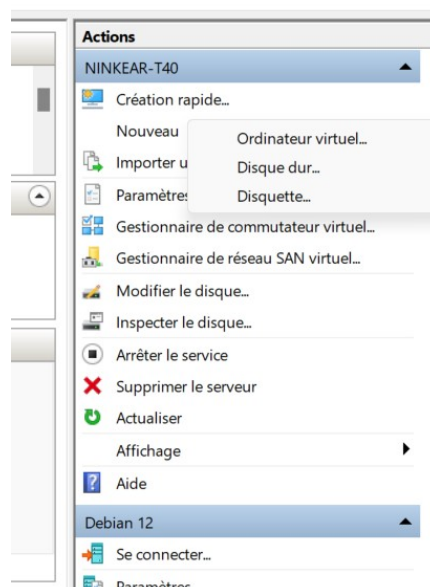 Actions
NINKEAR-T40
Création rapide...
Nouveau
Ordinateur virtuel...
Disque dur...
Disquette...
Importer u
Paramètres
Gestionnaire de commutateur virtuel...
Gestionnaire de réseau SAN virtuel...
Modifier le disque...
Inspecter le disque...
Arrêter le service
Supprimer le serveur
Actualiser
Affichage
Aide
Debian 12
Se connecter...
Paramètres...